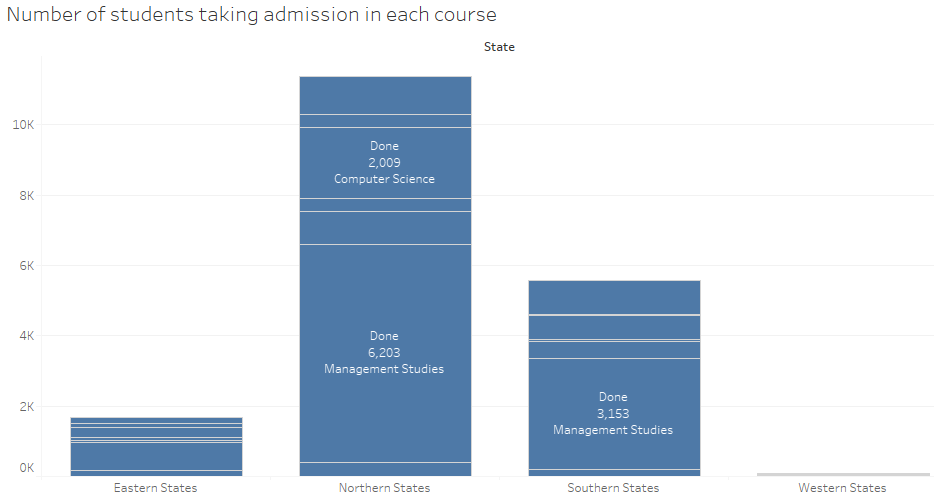 Number of students taking admission in each course
State
10K
8K
6K
4K
2K
0K
Done
2,009
Computer Science
Done
6,203
Management Studies
Done
3,153
Management Studies
Eastern States
Northern States
Southern States
Western States